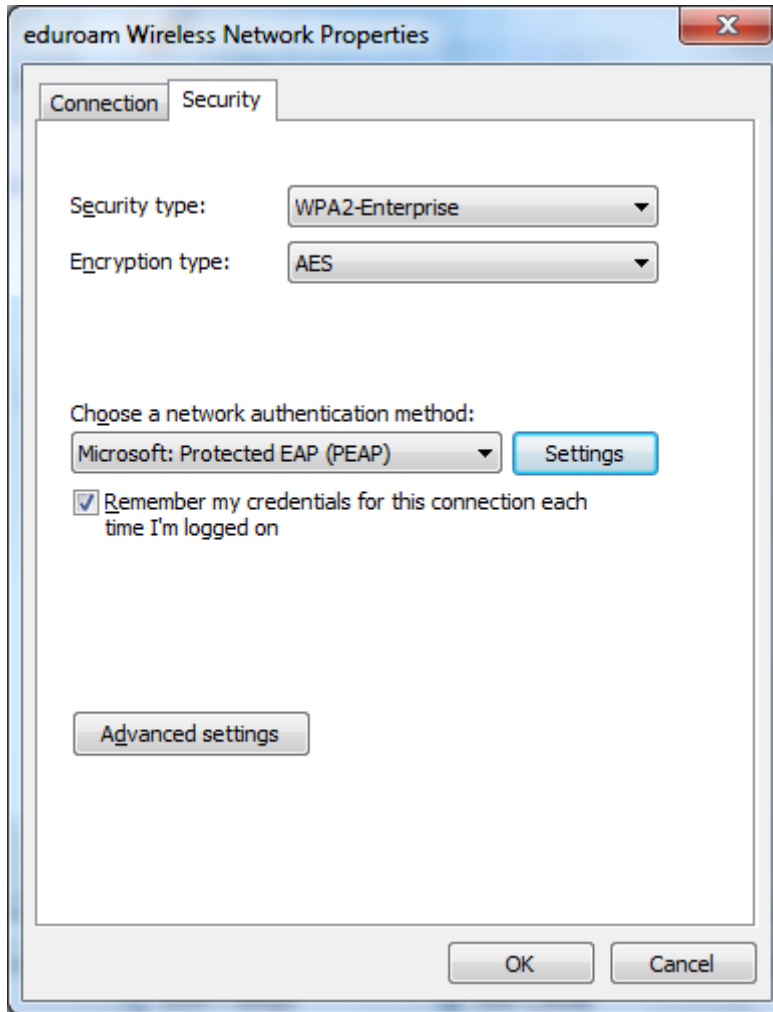 eduroam Wireless Network Properties
Connection
Security
Security type:
WPA2-Enterprise
Encryption type:
AES
Choose a network authentication method:
Microsoft: Protected EAP (PEAP)
Settings
Remember my credentials for this connection each
time I'm logged on
Advanced settings
OK
Cancel